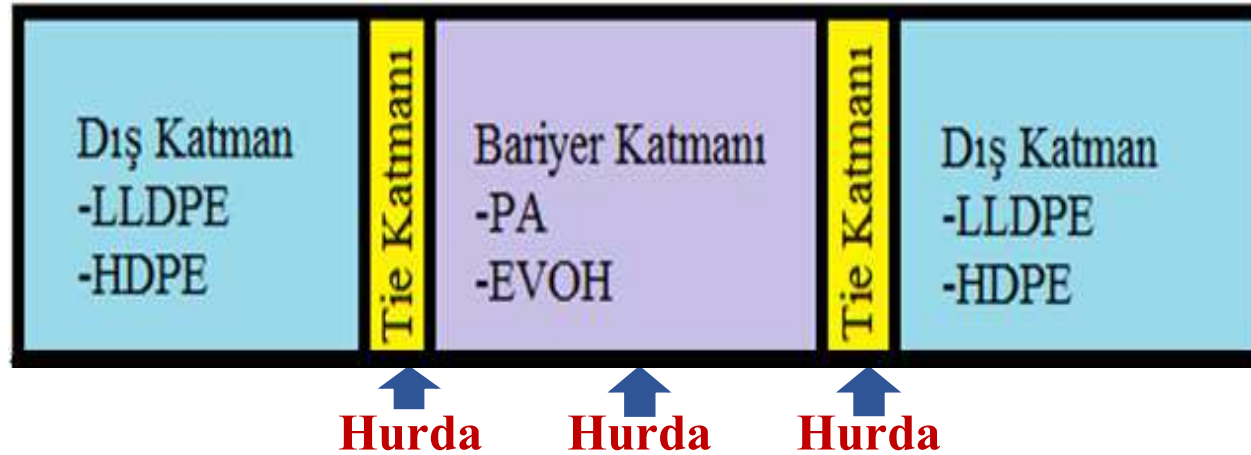 Dış Katman
-LLDPE
-HDPE
Tie Katmanı
Bariyer Katmanı
-PA
-EVOH
Tie Katmanı
Dış Katman
-LLDPE
-HDPE
Hurda
Hurda
Hurda